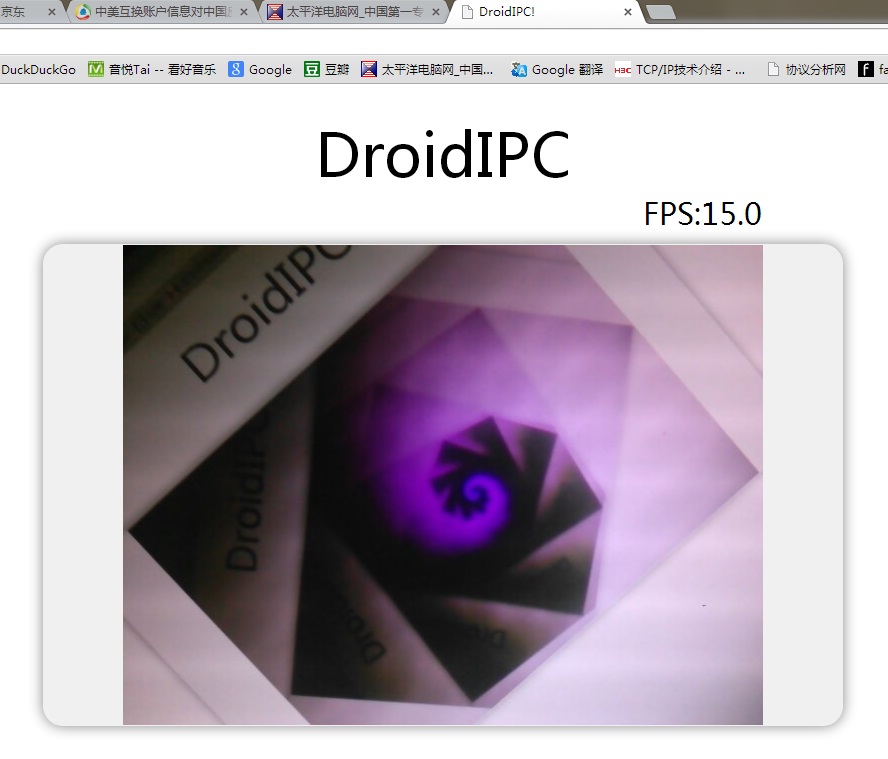 京东 中美互换账户信息对中国 太平洋电脑网_中国第一专 DroidIPC!
DuckDuckGo 音悦Tai -- 看好音乐 Google 豆瓣 太平洋电脑网_中国... Google 翻译 H3C TCP/IP技术介绍 - ... 协议分析网 f fa
DroidIPC
FPS:15.0
DroidIPC
DroidIPC
DroidIPC
Dro